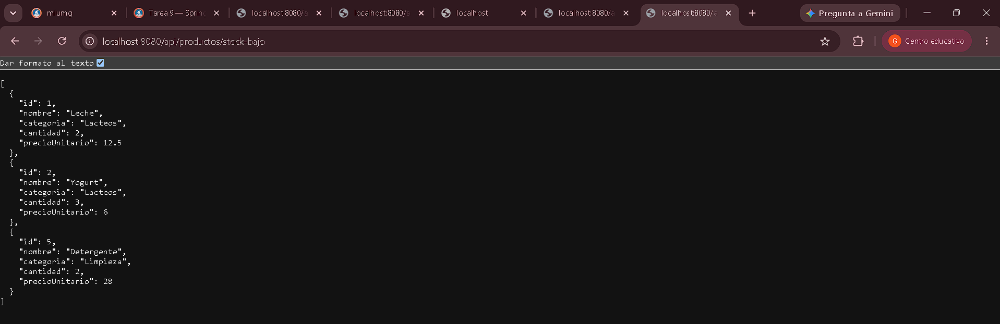 miumg
Tarea 9 — Spring
localhost:8080/a
localhost:8080/a
localhost
localhost:8080/a
localhost:8080/a
Pregunta a Gemini
localhost:8080/api/productos/stock-bajo
G Centro educativo
Dar formato al texto
[
  {
    "id": 1,
    "nombre": "Leche",
    "categoria": "Lacteos",
    "cantidad": 2,
    "precioUnitario": 12.5
  },
  {
    "id": 2,
    "nombre": "Yogurt",
    "categoria": "Lacteos",
    "cantidad": 3,
    "precioUnitario": 6
  },
  {
    "id": 5,
    "nombre": "Detergente",
    "categoria": "Limpieza",
    "cantidad": 2,
    "precioUnitario": 28
  }
]